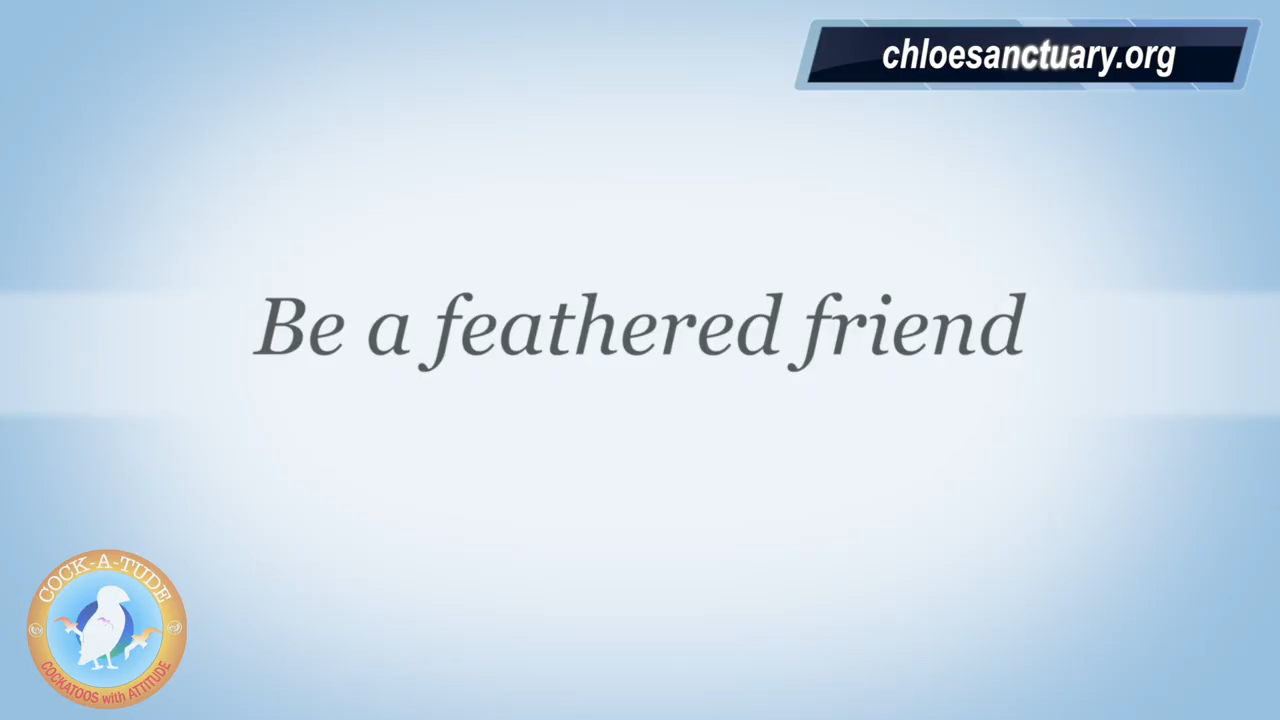 chloesanctuary.org
Be a feathered friend
COCK-A-TUDE
COCKATOOS with ATTITUDE